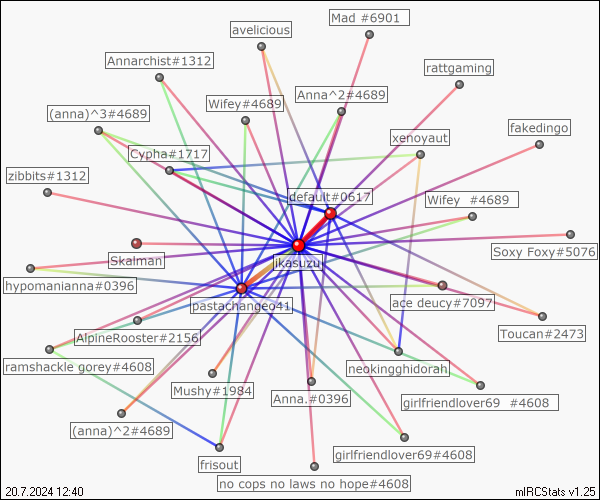 Mad #6901
avelicious
Annarchist#1312
rattgaming
Anna^2#4689
Wifey#4689
(anna)^3#4689
fakedingo
xenoyaut
Cypha#1717
zibbits#1312
default#0617
Wifey  #4689
Soxy Foxy#5076
Skalman
jkasuzu
hypomanianna#0396
ace deucy#7097
pastachangeo41
Toucan#2473
AlpineRooster#2156
ramshackle gorey#4608
neokingghidorah
Mushy#1984
Anna.#0396
girlfriendlover69  #4608
(anna)^2#4689
girlfriendlover69#4608
frisout
no cops no laws no hope#4608
20.7.2024 12:40
mIRCStats v1.25